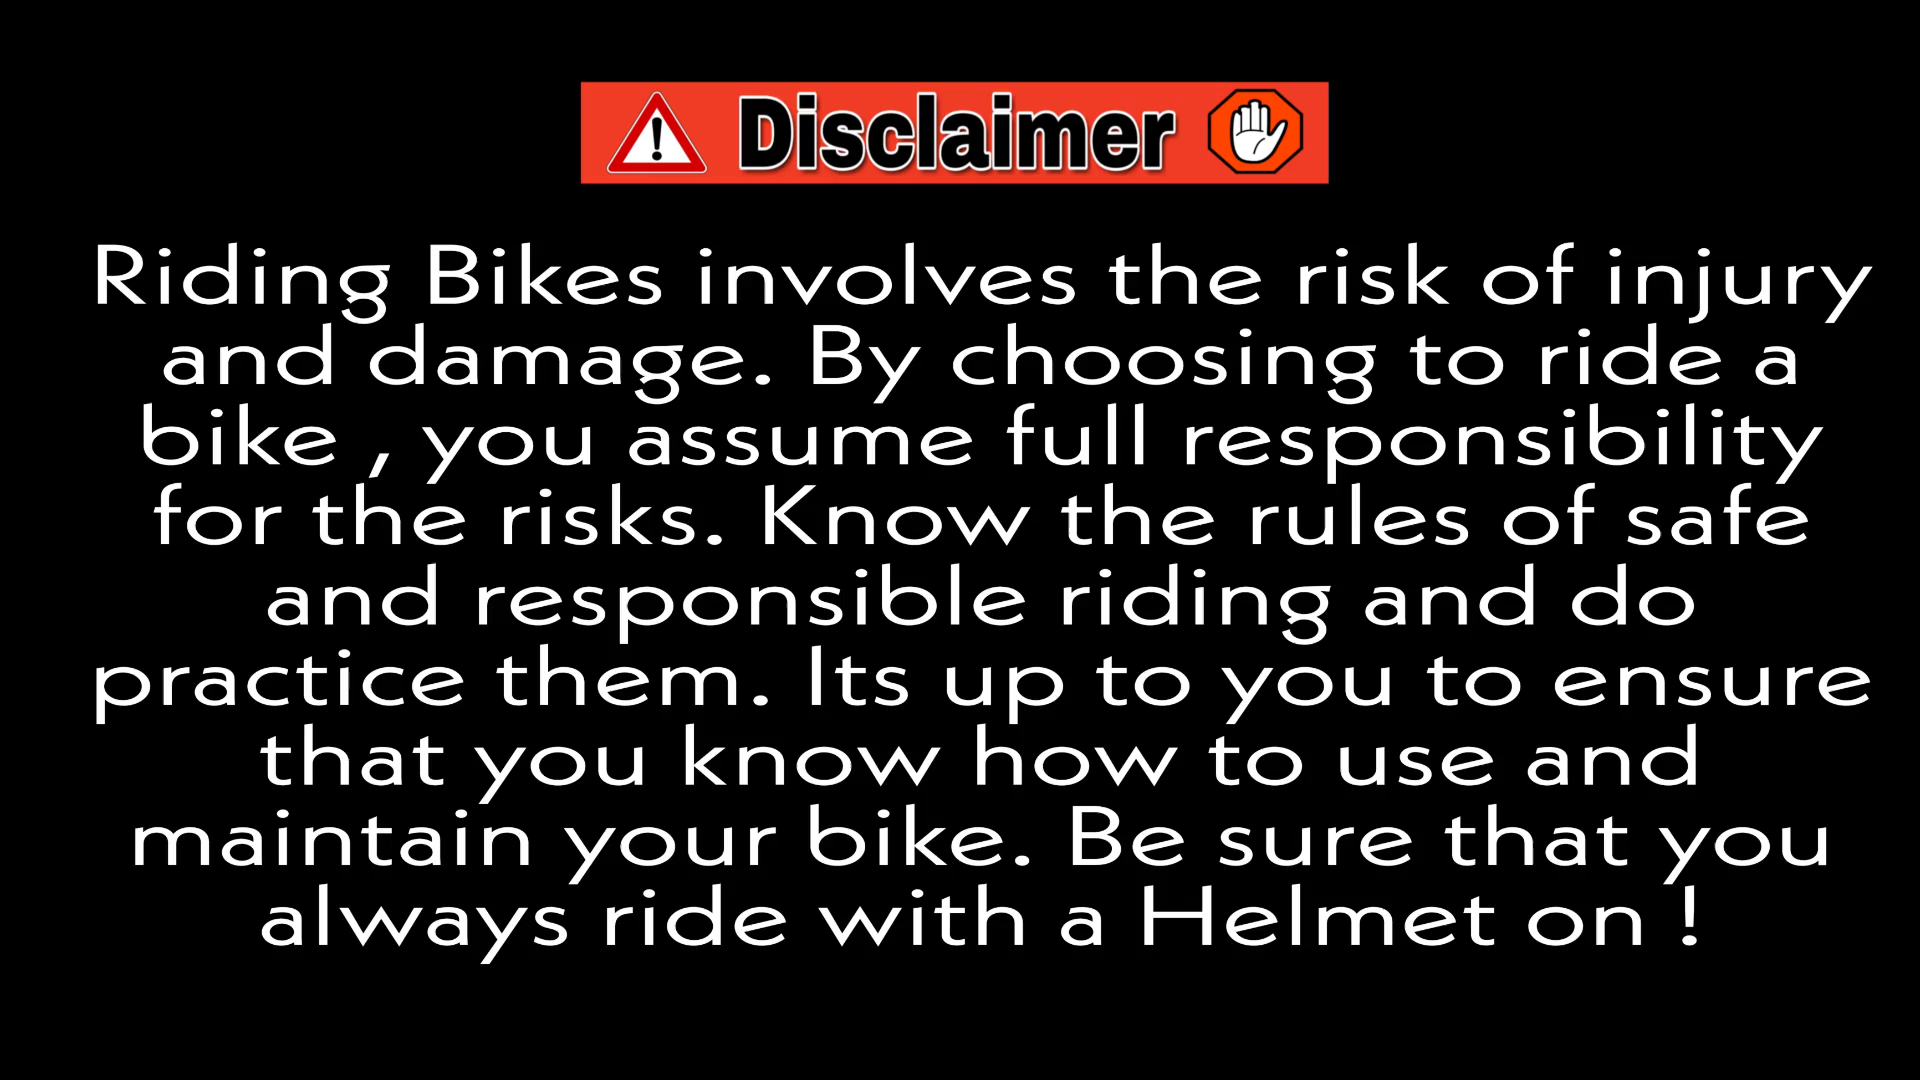 Disclaimer
Riding Bikes involves the risk of injury
and damage. By choosing to ride a
bike , you assume full responsibility
for the risks. Know the rules of safe
and responsible riding and do
practice them. Its up to you to ensure
that you know how to use and
maintain your bike. Be sure that you
always ride with a Helmet on !